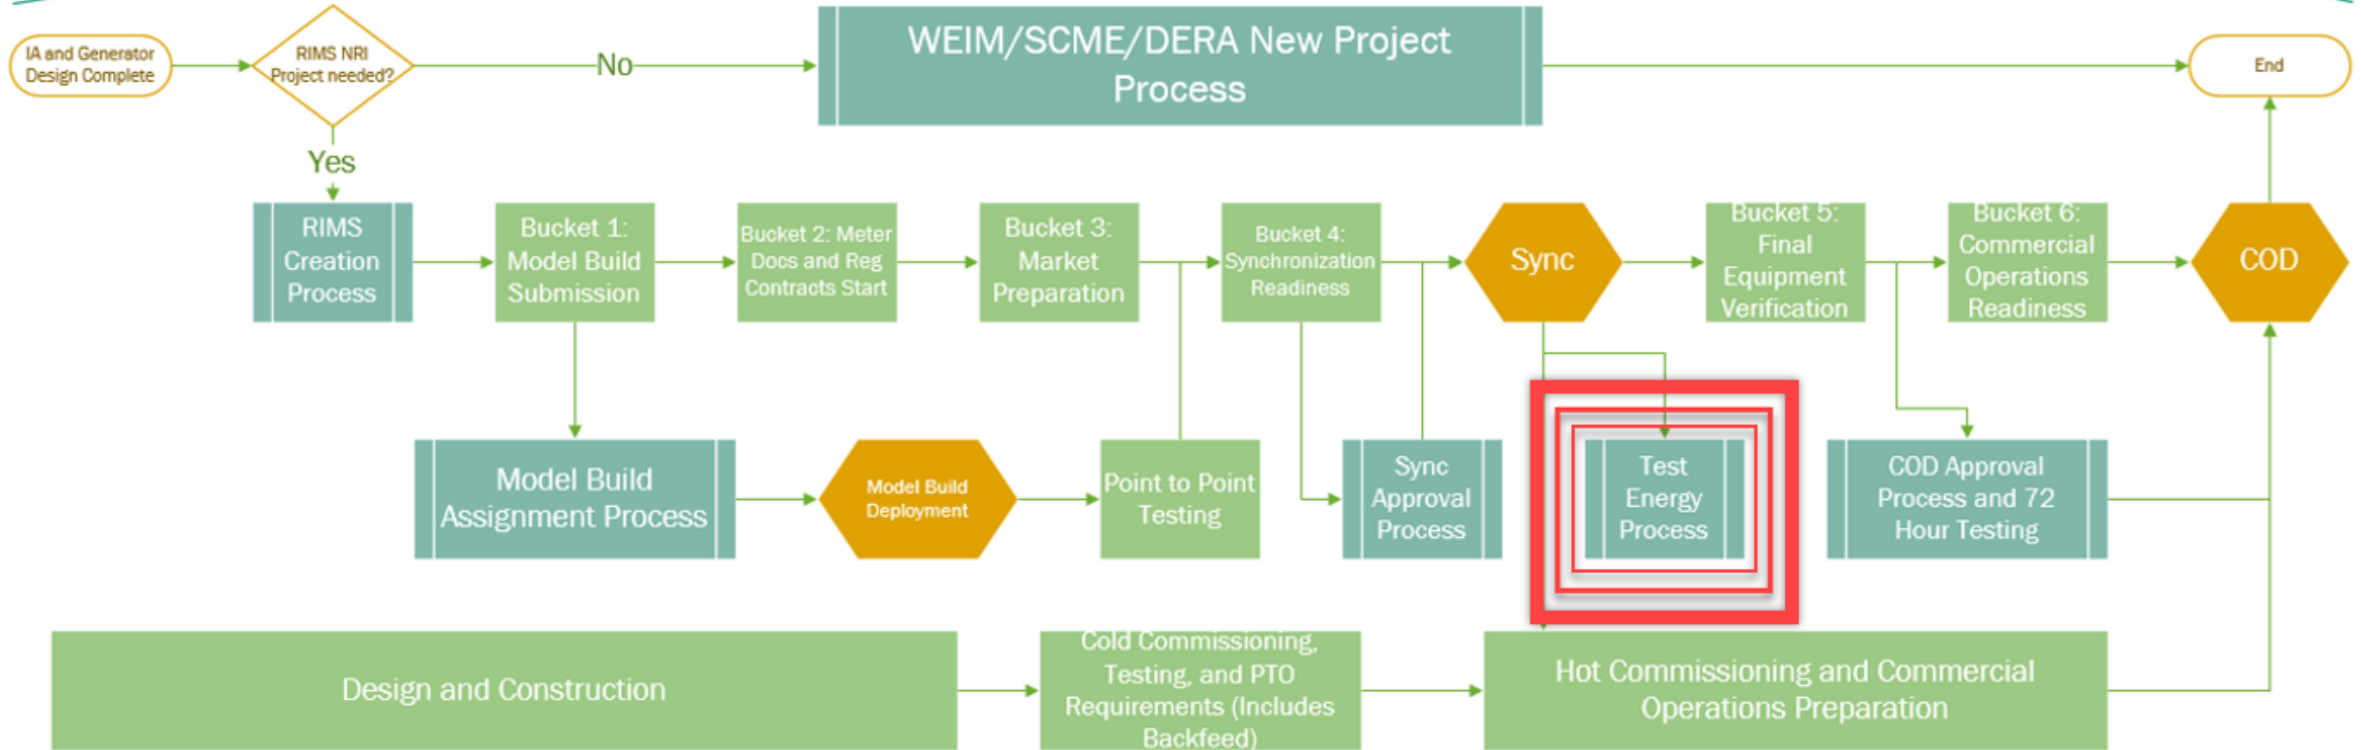 IA and Generator
Design Complete
RIMS NRI
Project needed?
No
WEIM/SCME/DERA New Project
Process
End
Yes
RIMS
Creation
Process
Bucket 1:
Model Build
Submission
Bucket 2: Meter
Docs and Reg
Contracts Start
Bucket 3:
Market
Preparation
Bucket 4:
Synchronization
Readiness
Sync
Bucket 5:
Final
Equipment
Verification
Bucket 6:
Commercial
Operations
Readiness
COD
Model Build
Assignment Process
Model Build
Deployment
Point to Point
Testing
Sync
Approval
Process
Test
Energy
Process
COD Approval
Process and 72
Hour Testing
Design and Construction
Cold Commissioning,
Testing, and PTO
Requirements (Includes
Backfeed)
Hot Commissioning and Commercial
Operations Preparation